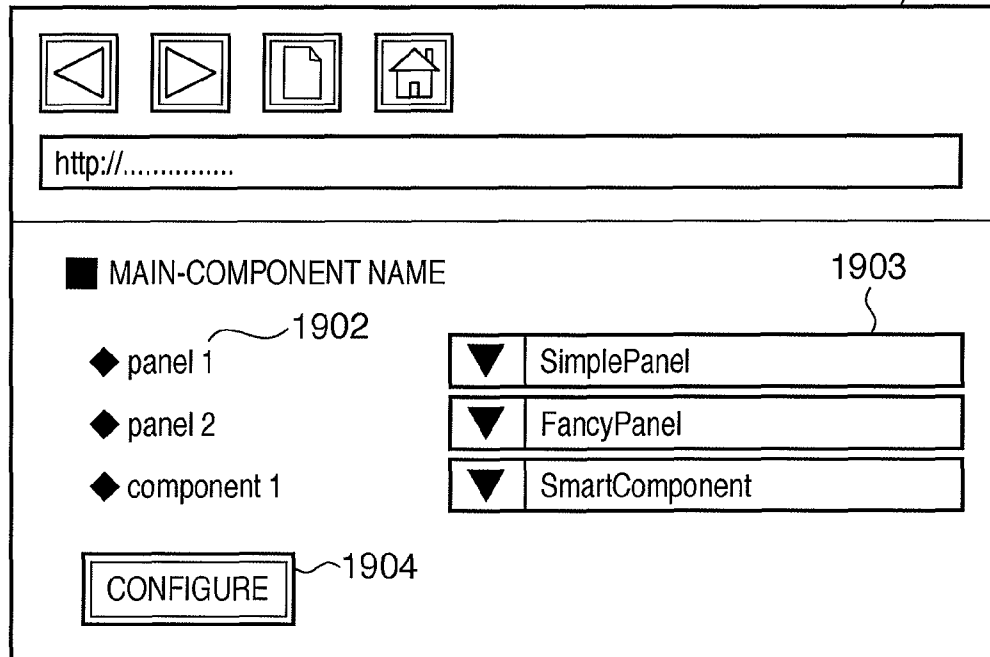 http://...............
MAIN-COMPONENT NAME
1903
1902
panel 1
SimplePanel
panel 2
FancyPanel
component 1
SmartComponent
CONFIGURE
1904